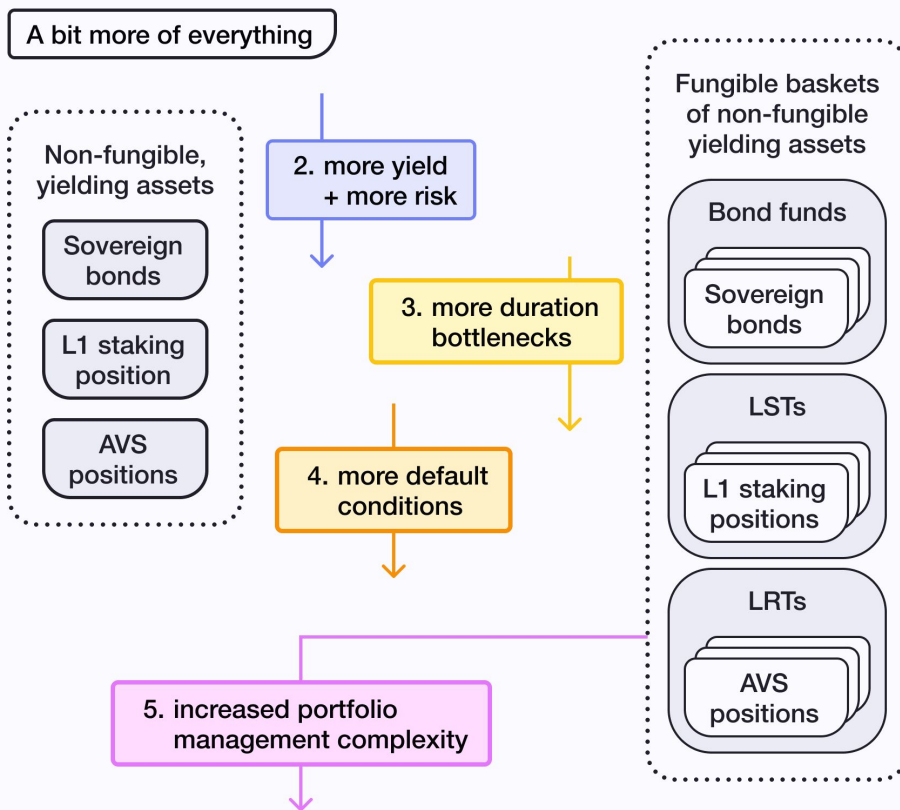 A bit more of everything
Non-fungible,
yielding assets
Sovereign
bonds
L1 staking
position
AVS
positions
2. more yield
+ more risk
3. more duration
bottlenecks
4. more default
conditions
5. increased portfolio
management complexity
Fungible baskets
of non-fungible
yielding assets
Bond funds
Sovereign
bonds
LSTs
L1 staking
positions
LRTs
AVS
positions